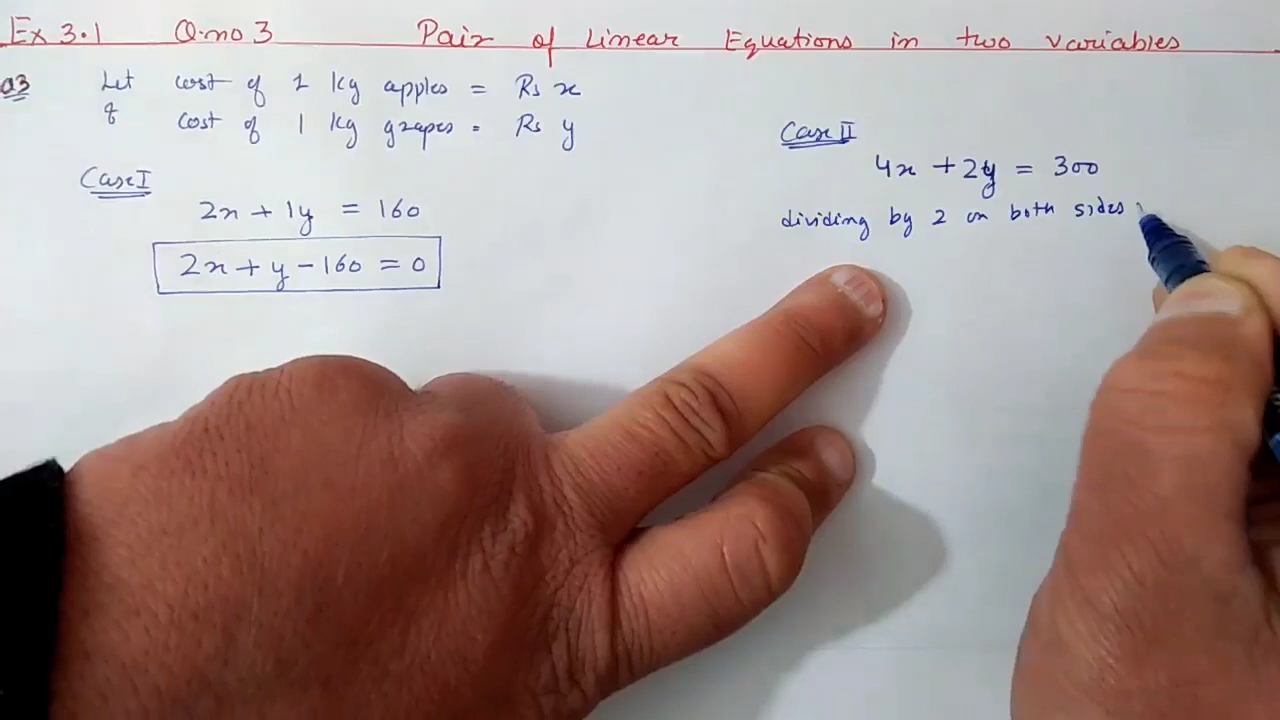 Ex 3.1 Q.no 3 Pair of Linear Equations in two variables
Q3 Let cost of 1 kg apples = Rs x
& cost of 1 kg grapes = Rs y
Case I
2x + 1y = 160
2x + y - 160 = 0
Case II
4x + 2y = 300
dividing by 2 on both sides